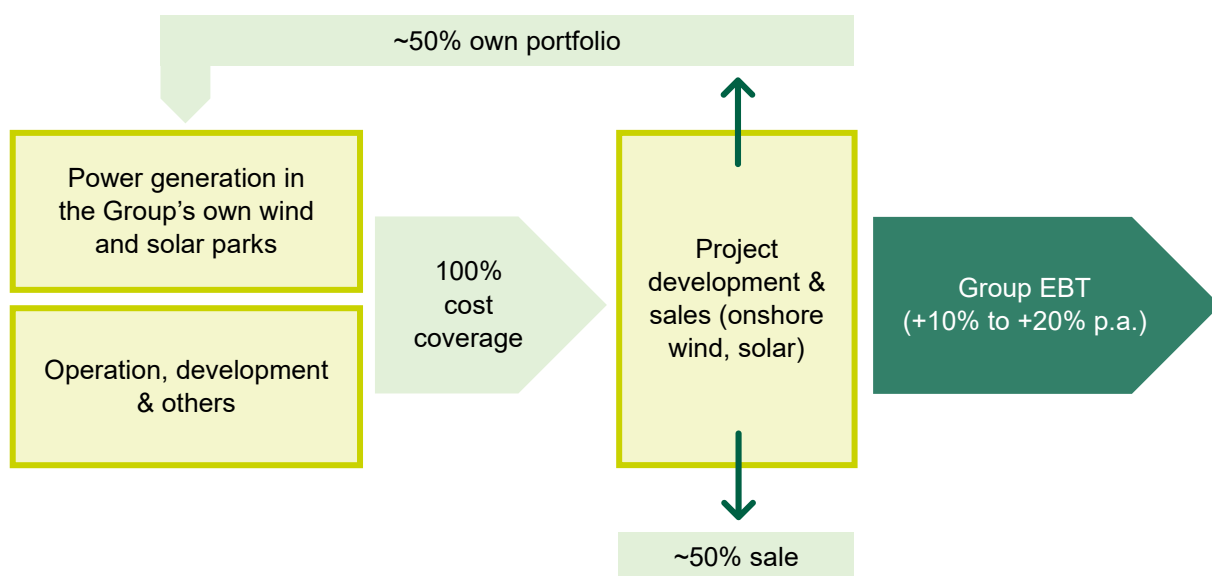 ~50% own portfolio
Power generation in
the Group’s own wind
and solar parks
Operation, development
& others
100%
cost
coverage
Project
development &
sales (onshore
wind, solar)
Group EBT
(+10% to +20% p.a.)
~50% sale